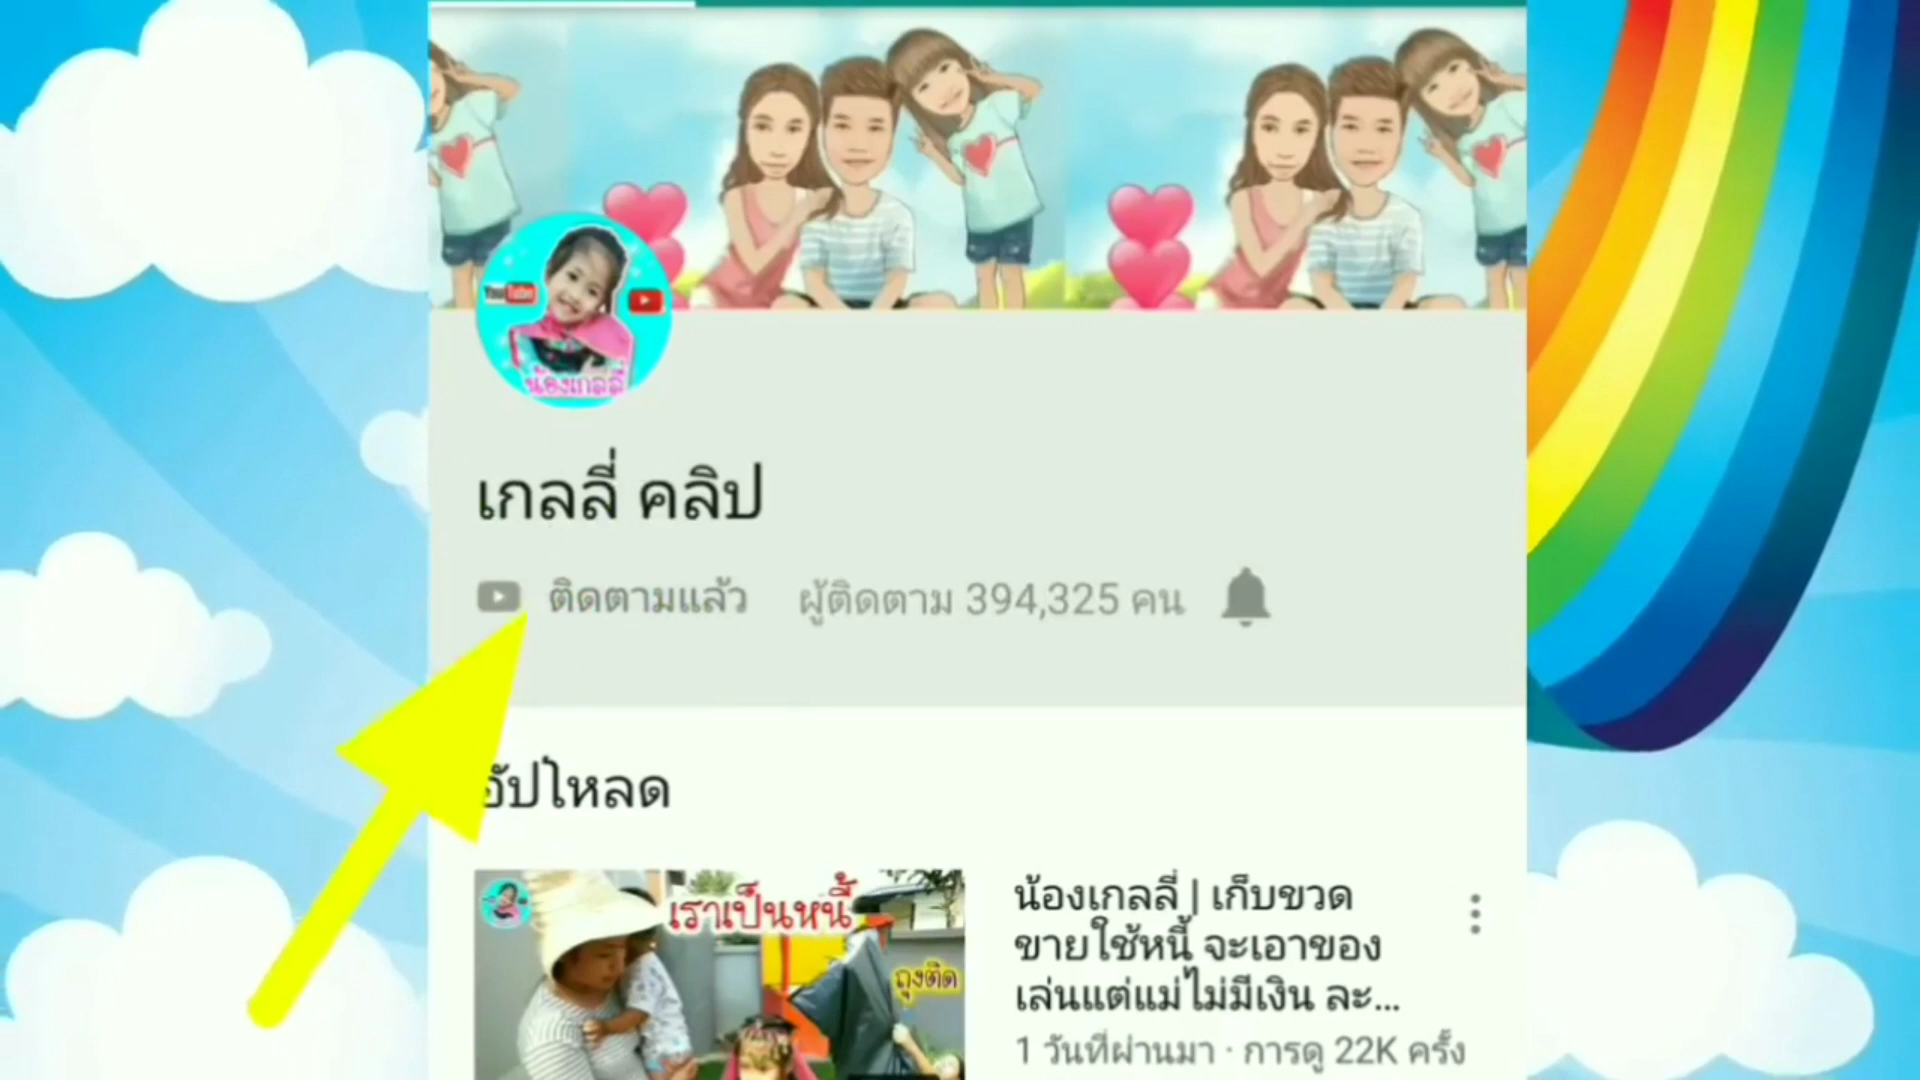 YouTube
น้องเกลลี่
เกลลี่ คลิป
ติดตามแล้ว ผู้ติดตาม 394,325 คน
อัปโหลด
เราเป็นหนี้
ถุงติด
น้องเกลลี่ | เก็บขวด
ขายใช้หนี้ จะเอาของ
เล่นแต่แม่ไม่มีเงิน ละ...
1 วันที่ผ่านมา · การดู 22K ครั้ง